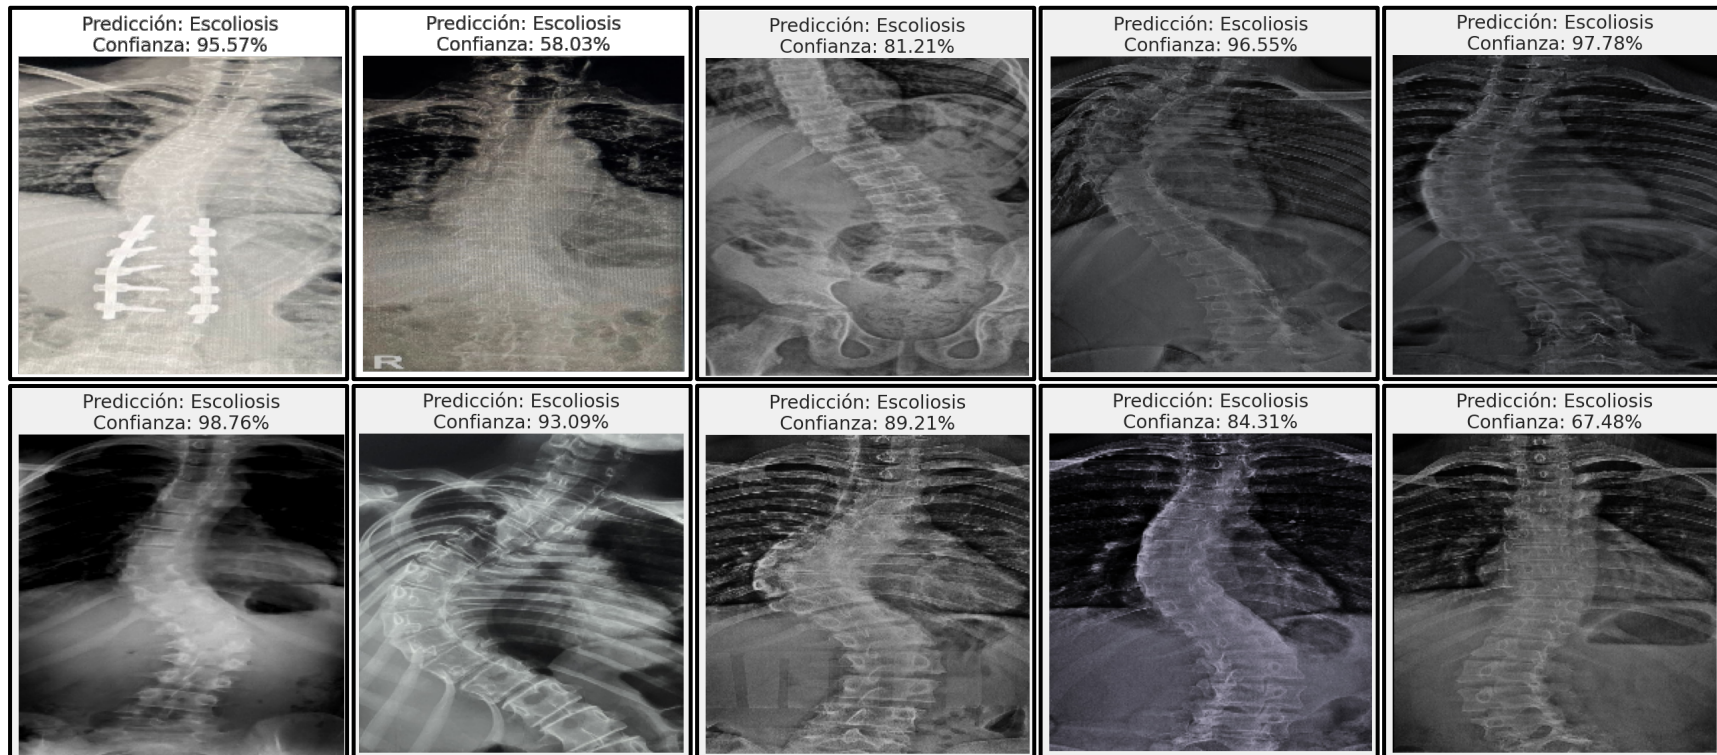 Predicción: Escoliosis
Confianza: 95.57%
Predicción: Escoliosis
Confianza: 58.03%
Predicción: Escoliosis
Confianza: 81.21%
Predicción: Escoliosis
Confianza: 96.55%
Predicción: Escoliosis
Confianza: 97.78%
R
Predicción: Escoliosis
Confianza: 98.76%
Predicción: Escoliosis
Confianza: 93.09%
Predicción: Escoliosis
Confianza: 89.21%
Predicción: Escoliosis
Confianza: 84.31%
Predicción: Escoliosis
Confianza: 67.48%